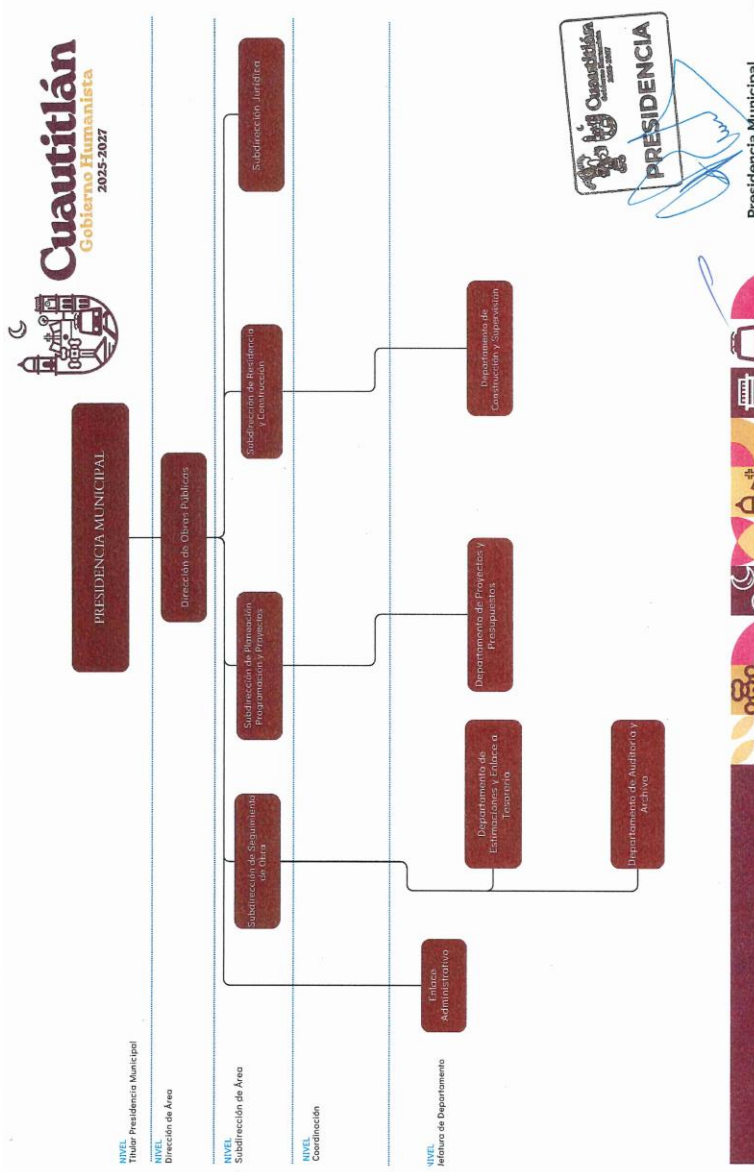 Cuautitlán
Gobierno Humanista
2025-2027
NIVEL
Titular Presidencia Municipal
PRESIDENCIA MUNICIPAL
NIVEL
Dirección de Área
Dirección de Obras Públicas
NIVEL
Subdirección de Área
Subdirección de Seguimiento
de Obra
Subdirección de Planeación
Programación y Proyectos
Subdirección de Residencia
y Construcción
Subdirección Jurídica
NIVEL
Coordinación
NIVEL
Jefatura de Departamento
Enlace
Administrativo
Departamento de
Estimaciones y Enlace a
Tesorería
Departamento de Proyectos y
Presupuestos
Departamento de
Construcción y Supervisión
Departamento de Auditoría y
Archivo
Cuautitlán
2025-2027
PRESIDENCIA
Presidencia Municipal